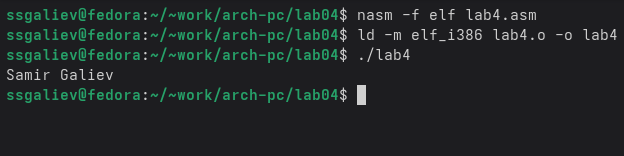 ssgaliev@fedora:~/~work/arch-pc/lab04$ nasm -f elf lab4.asm
ssgaliev@fedora:~/~work/arch-pc/lab04$ ld -m elf_i386 lab4.o -o lab4
ssgaliev@fedora:~/~work/arch-pc/lab04$ ./lab4
Samir Galiev
ssgaliev@fedora:~/~work/arch-pc/lab04$